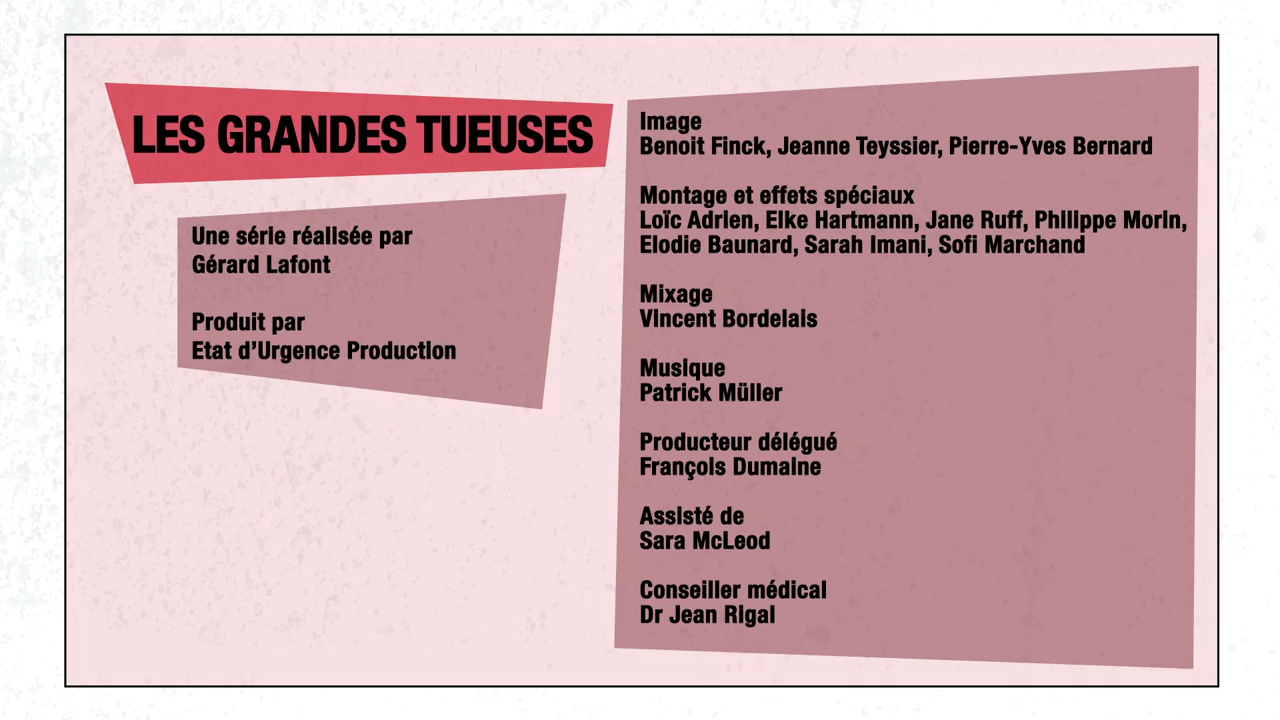 LES GRANDES TUEUSES
Une série réalisée par
Gérard Lafont
Produit par
Etat d’Urgence Production
Image
Benoit Finck, Jeanne Teyssier, Pierre-Yves Bernard
Montage et effets spéciaux
Loïc Adrien, Elke Hartmann, Jane Ruff, Philippe Morin,
Elodie Baunard, Sarah Imani, Sofi Marchand
Mixage
Vincent Bordelais
Musique
Patrick Müller
Producteur délégué
François Dumaine
Assisté de
Sara McLeod
Conseiller médical
Dr Jean Rigal